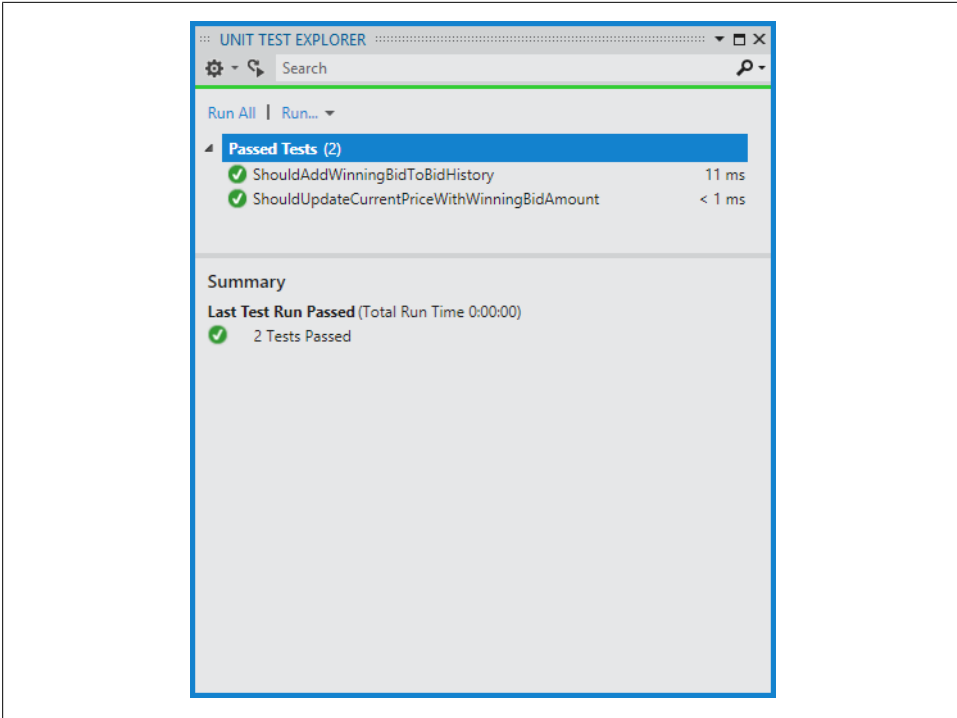 UNIT TEST EXPLORER
Search
Run All | Run...
Passed Tests (2)
ShouldAddWinningBidToBidHistory 11 ms
ShouldUpdateCurrentPriceWithWinningBidAmount < 1 ms
Summary
Last Test Run Passed (Total Run Time 0:00:00)
2 Tests Passed